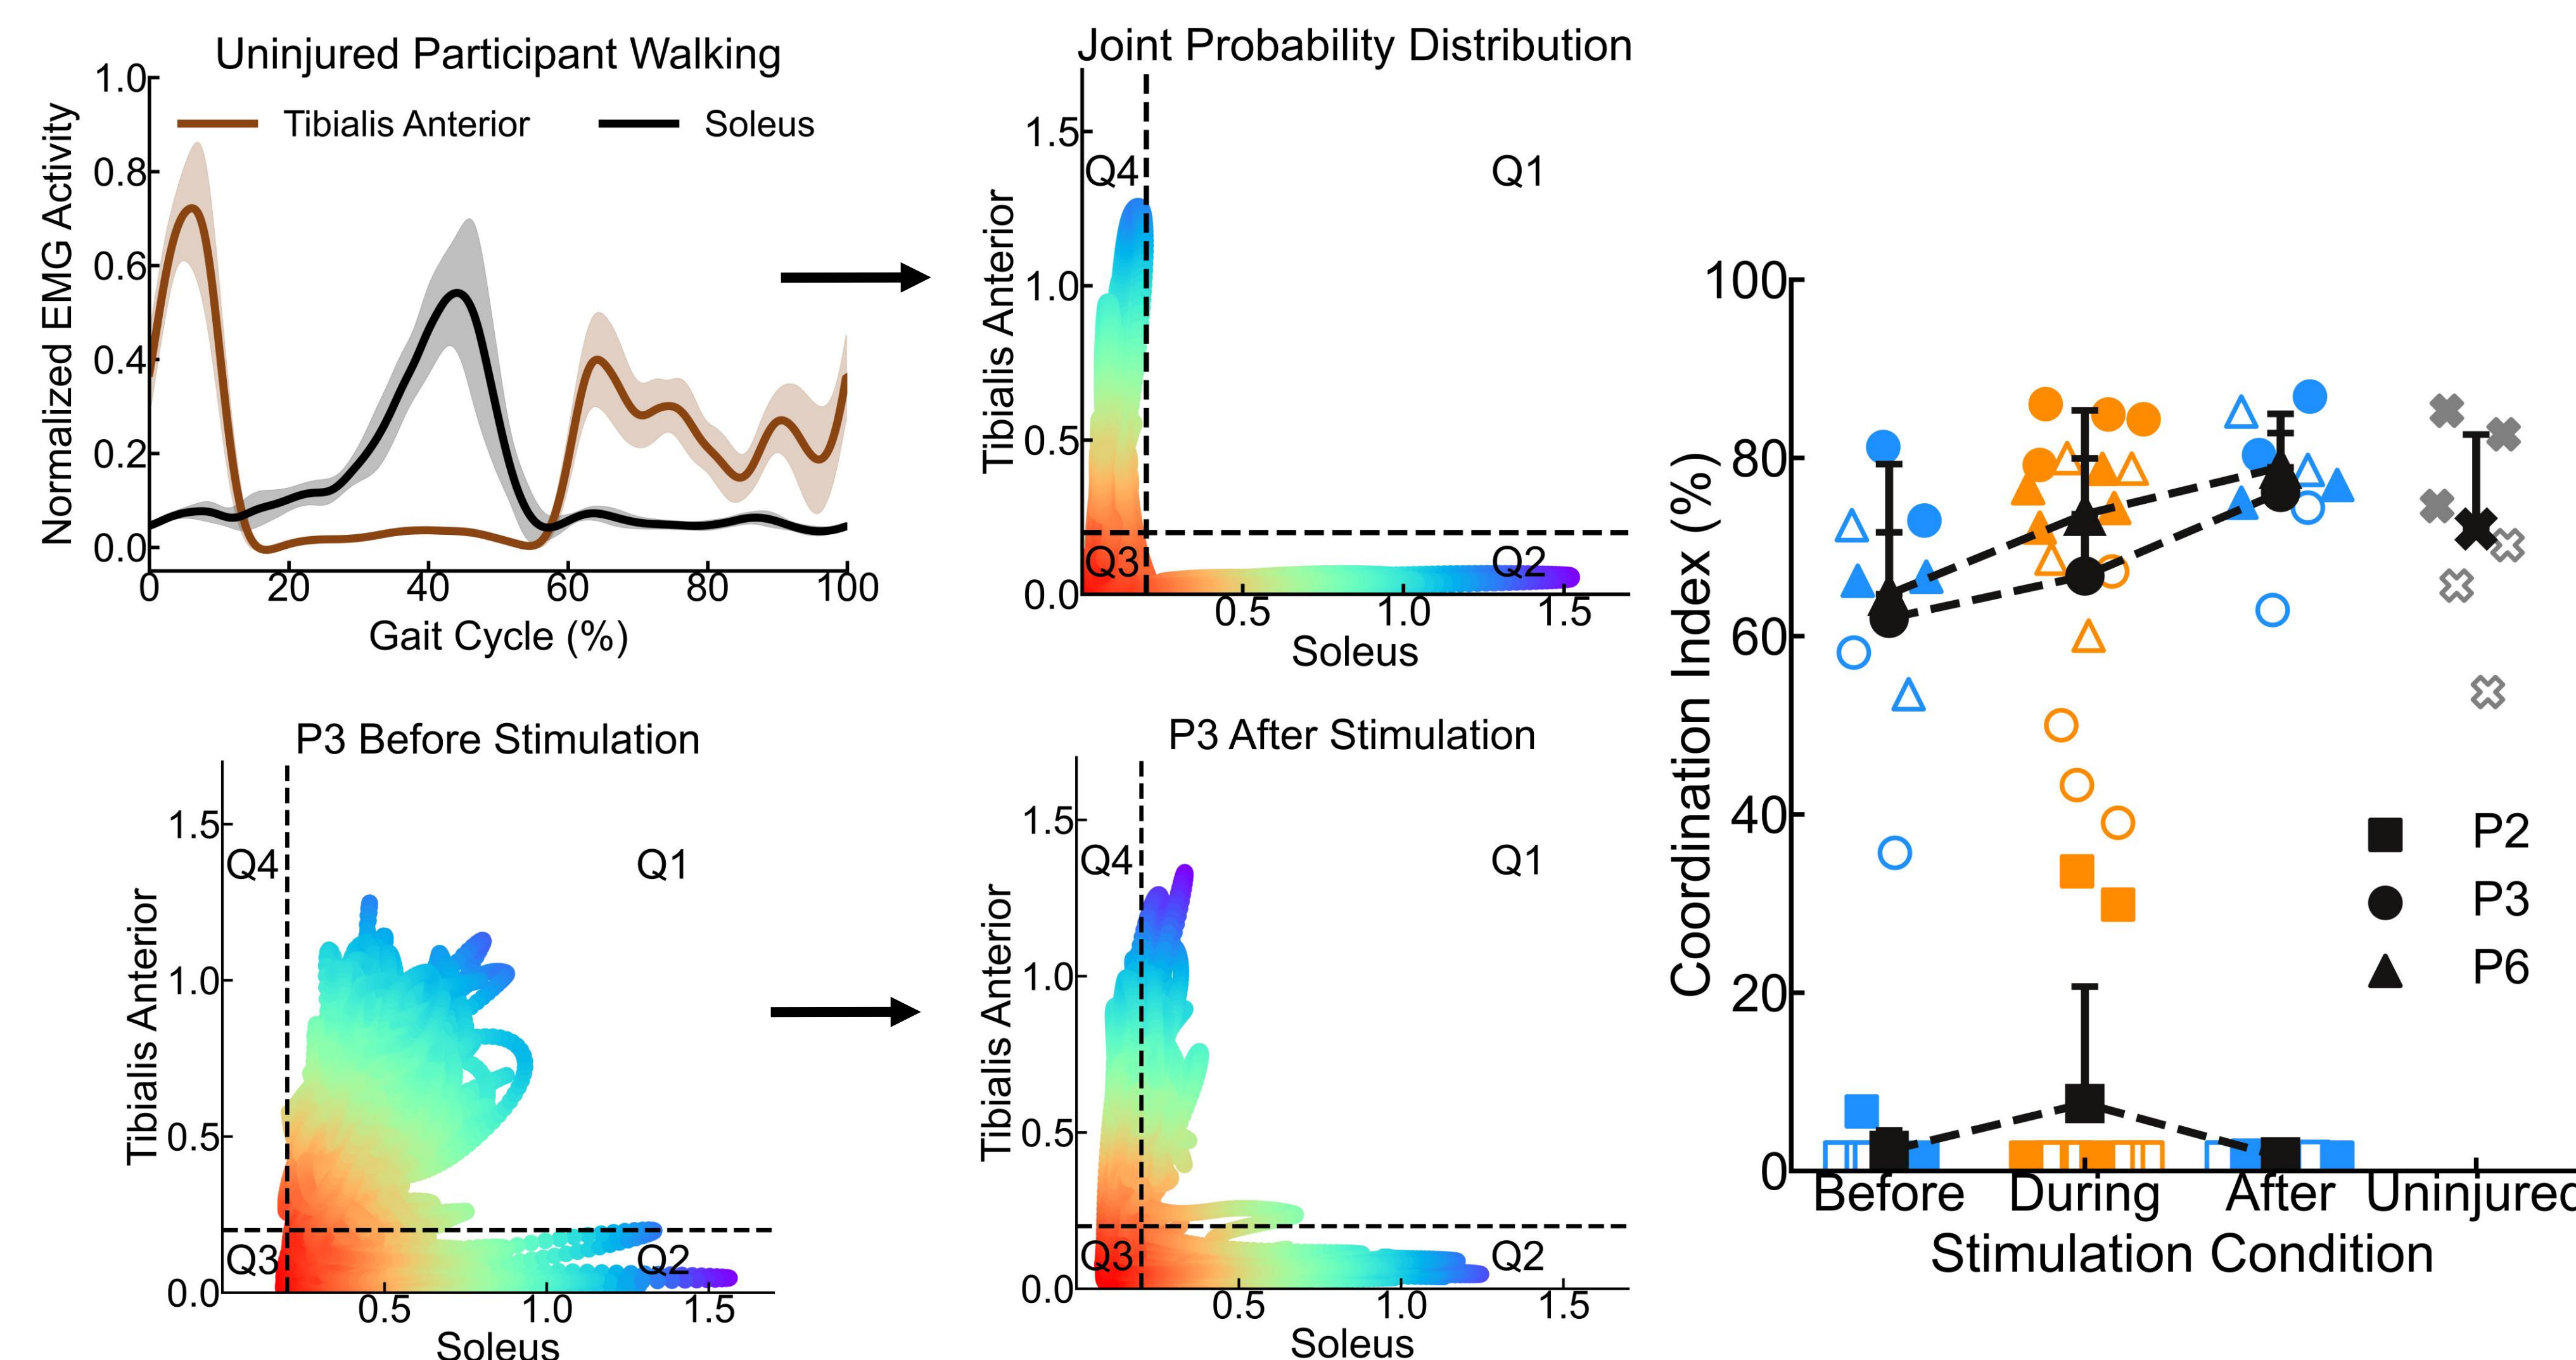 Uninjured Participant Walking
Normalized EMG Activity
1.0
0.8
0.6
0.4
0.2
0.0
Tibialis Anterior
Soleus
0 20 40 60 80 100
Gait Cycle (%)
Joint Probability Distribution
Tibialis Anterior
1.5
1.0
0.5
0.0
Q4
Q1
Q3
Q2
0.5 1.0 1.5
Soleus
P3 Before Stimulation
Tibialis Anterior
1.5
1.0
0.5
0.0
Q4
Q1
Q3
Q2
0.5 1.0 1.5
Soleus
P3 After Stimulation
Tibialis Anterior
1.5
1.0
0.5
0.0
Q4
Q1
Q3
Q2
0.5 1.0 1.5
Soleus
Coordination Index (%)
100
80
60
40
20
0
P2
P3
P6
Before During After Uninjured
Stimulation Condition